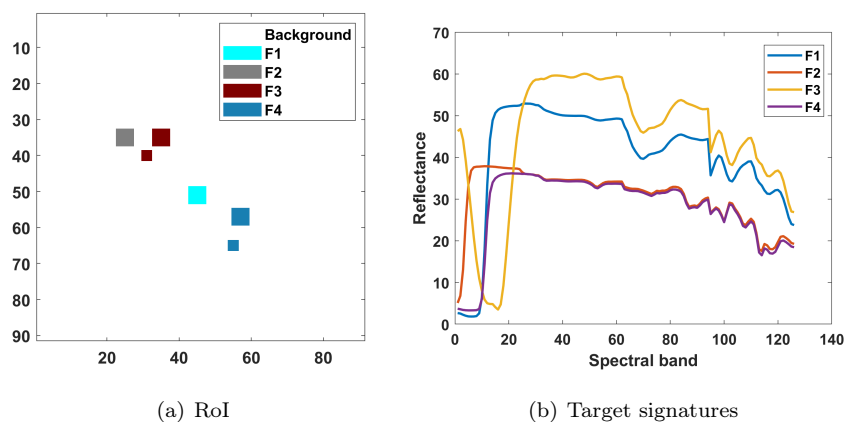 Background
F1
F2
F3
F4
10
20
30
40
50
60
70
80
90
20 40 60 80
(a) RoI
Reflectance
70
60
50
40
30
20
10
0
F1
F2
F3
F4
0 20 40 60 80 100 120 140
Spectral band
(b) Target signatures